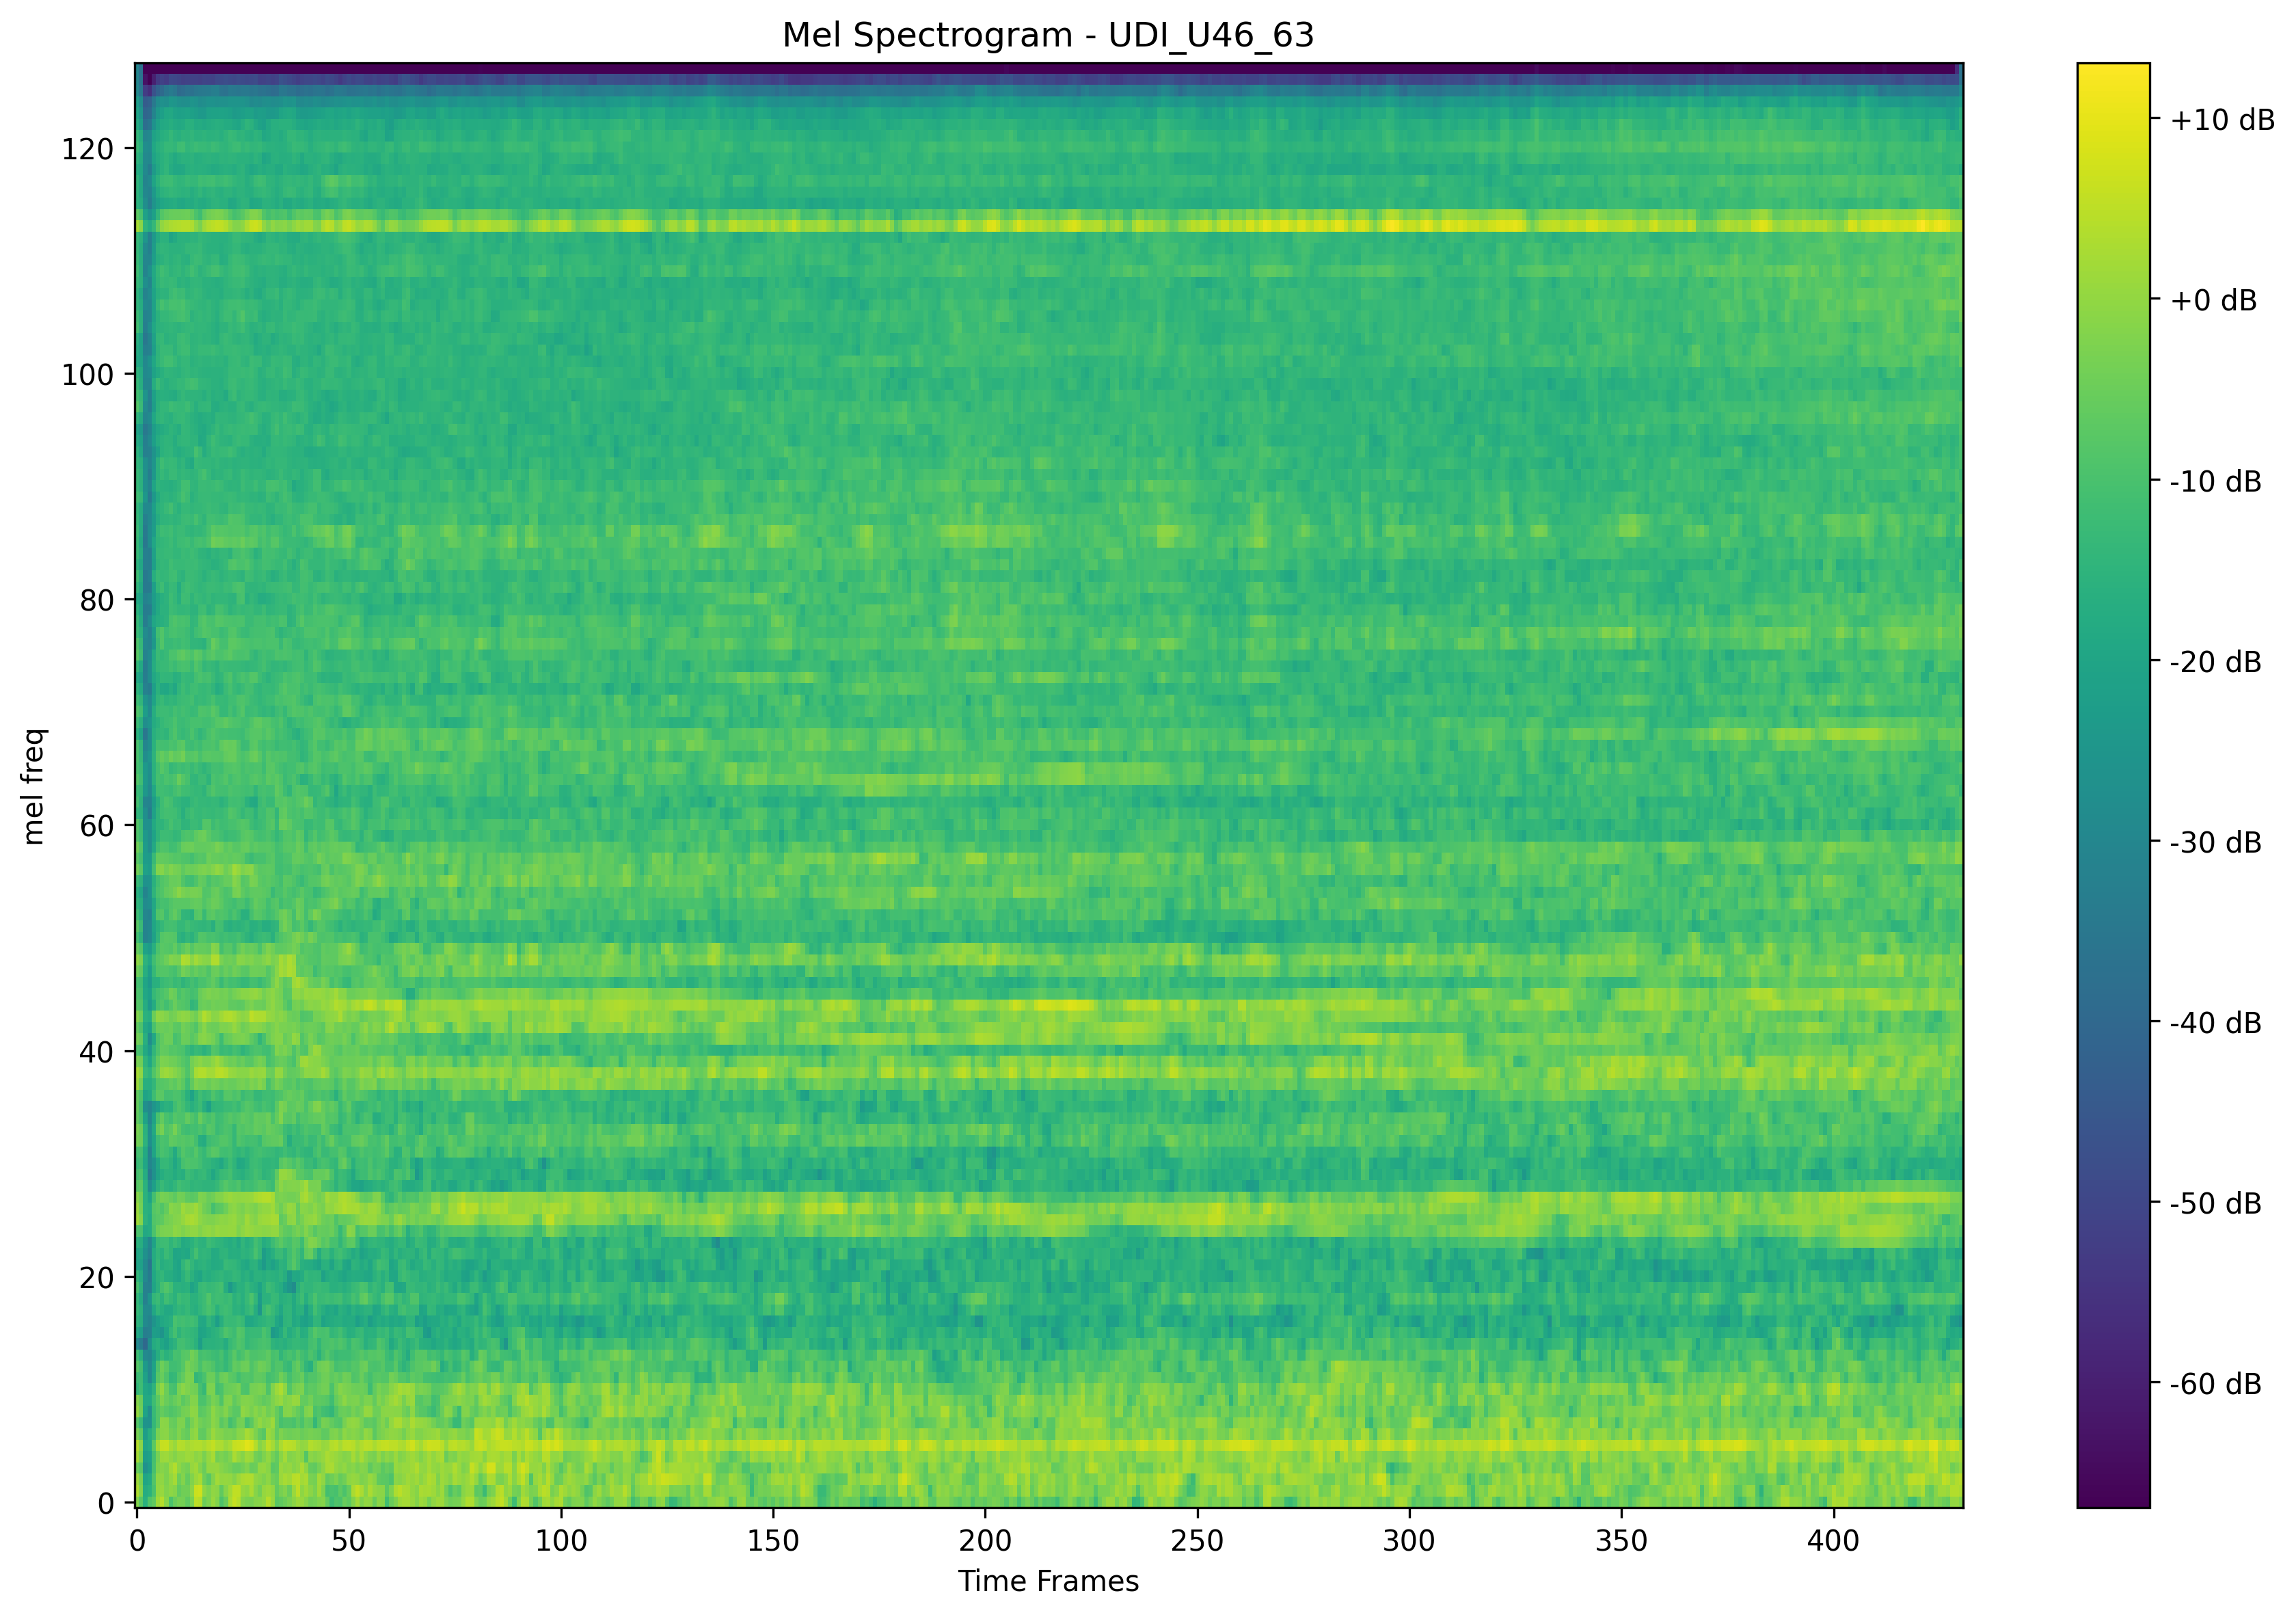 Mel Spectrogram - UDI_U46_63
mel freq
120
100
80
60
40
20
0
0 50 100 150 200 250 300 350 400
Time Frames
+10 dB
+0 dB
-10 dB
-20 dB
-30 dB
-40 dB
-50 dB
-60 dB